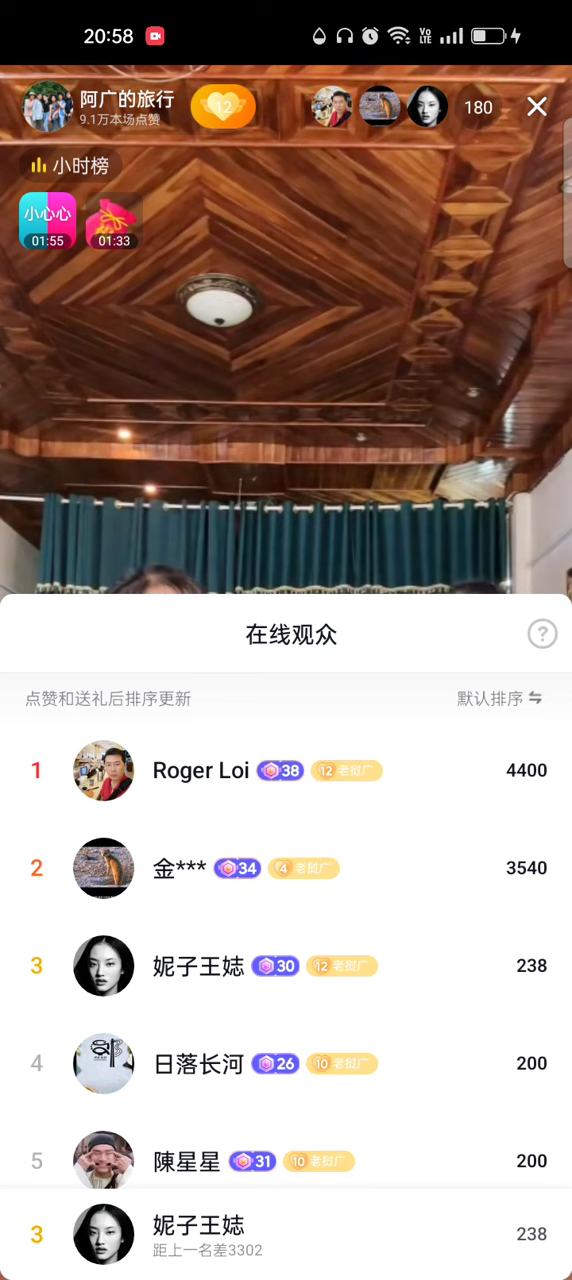 20:58
Vo LTE
阿广的旅行
9.1万本场点赞
12
180
小时榜
小心心
01:55
01:33
在线观众
?
点赞和送礼后排序更新
默认排序
1 Roger Loi 38 12 老挝广 4400
2 金*** 34 4 老挝广 3540
3 妮子王娡 30 12 老挝广 238
4 日落长河 26 10 老挝广 200
5 陳星星 31 10 老挝广 200
3 妮子王娡 238
距上一名差3302